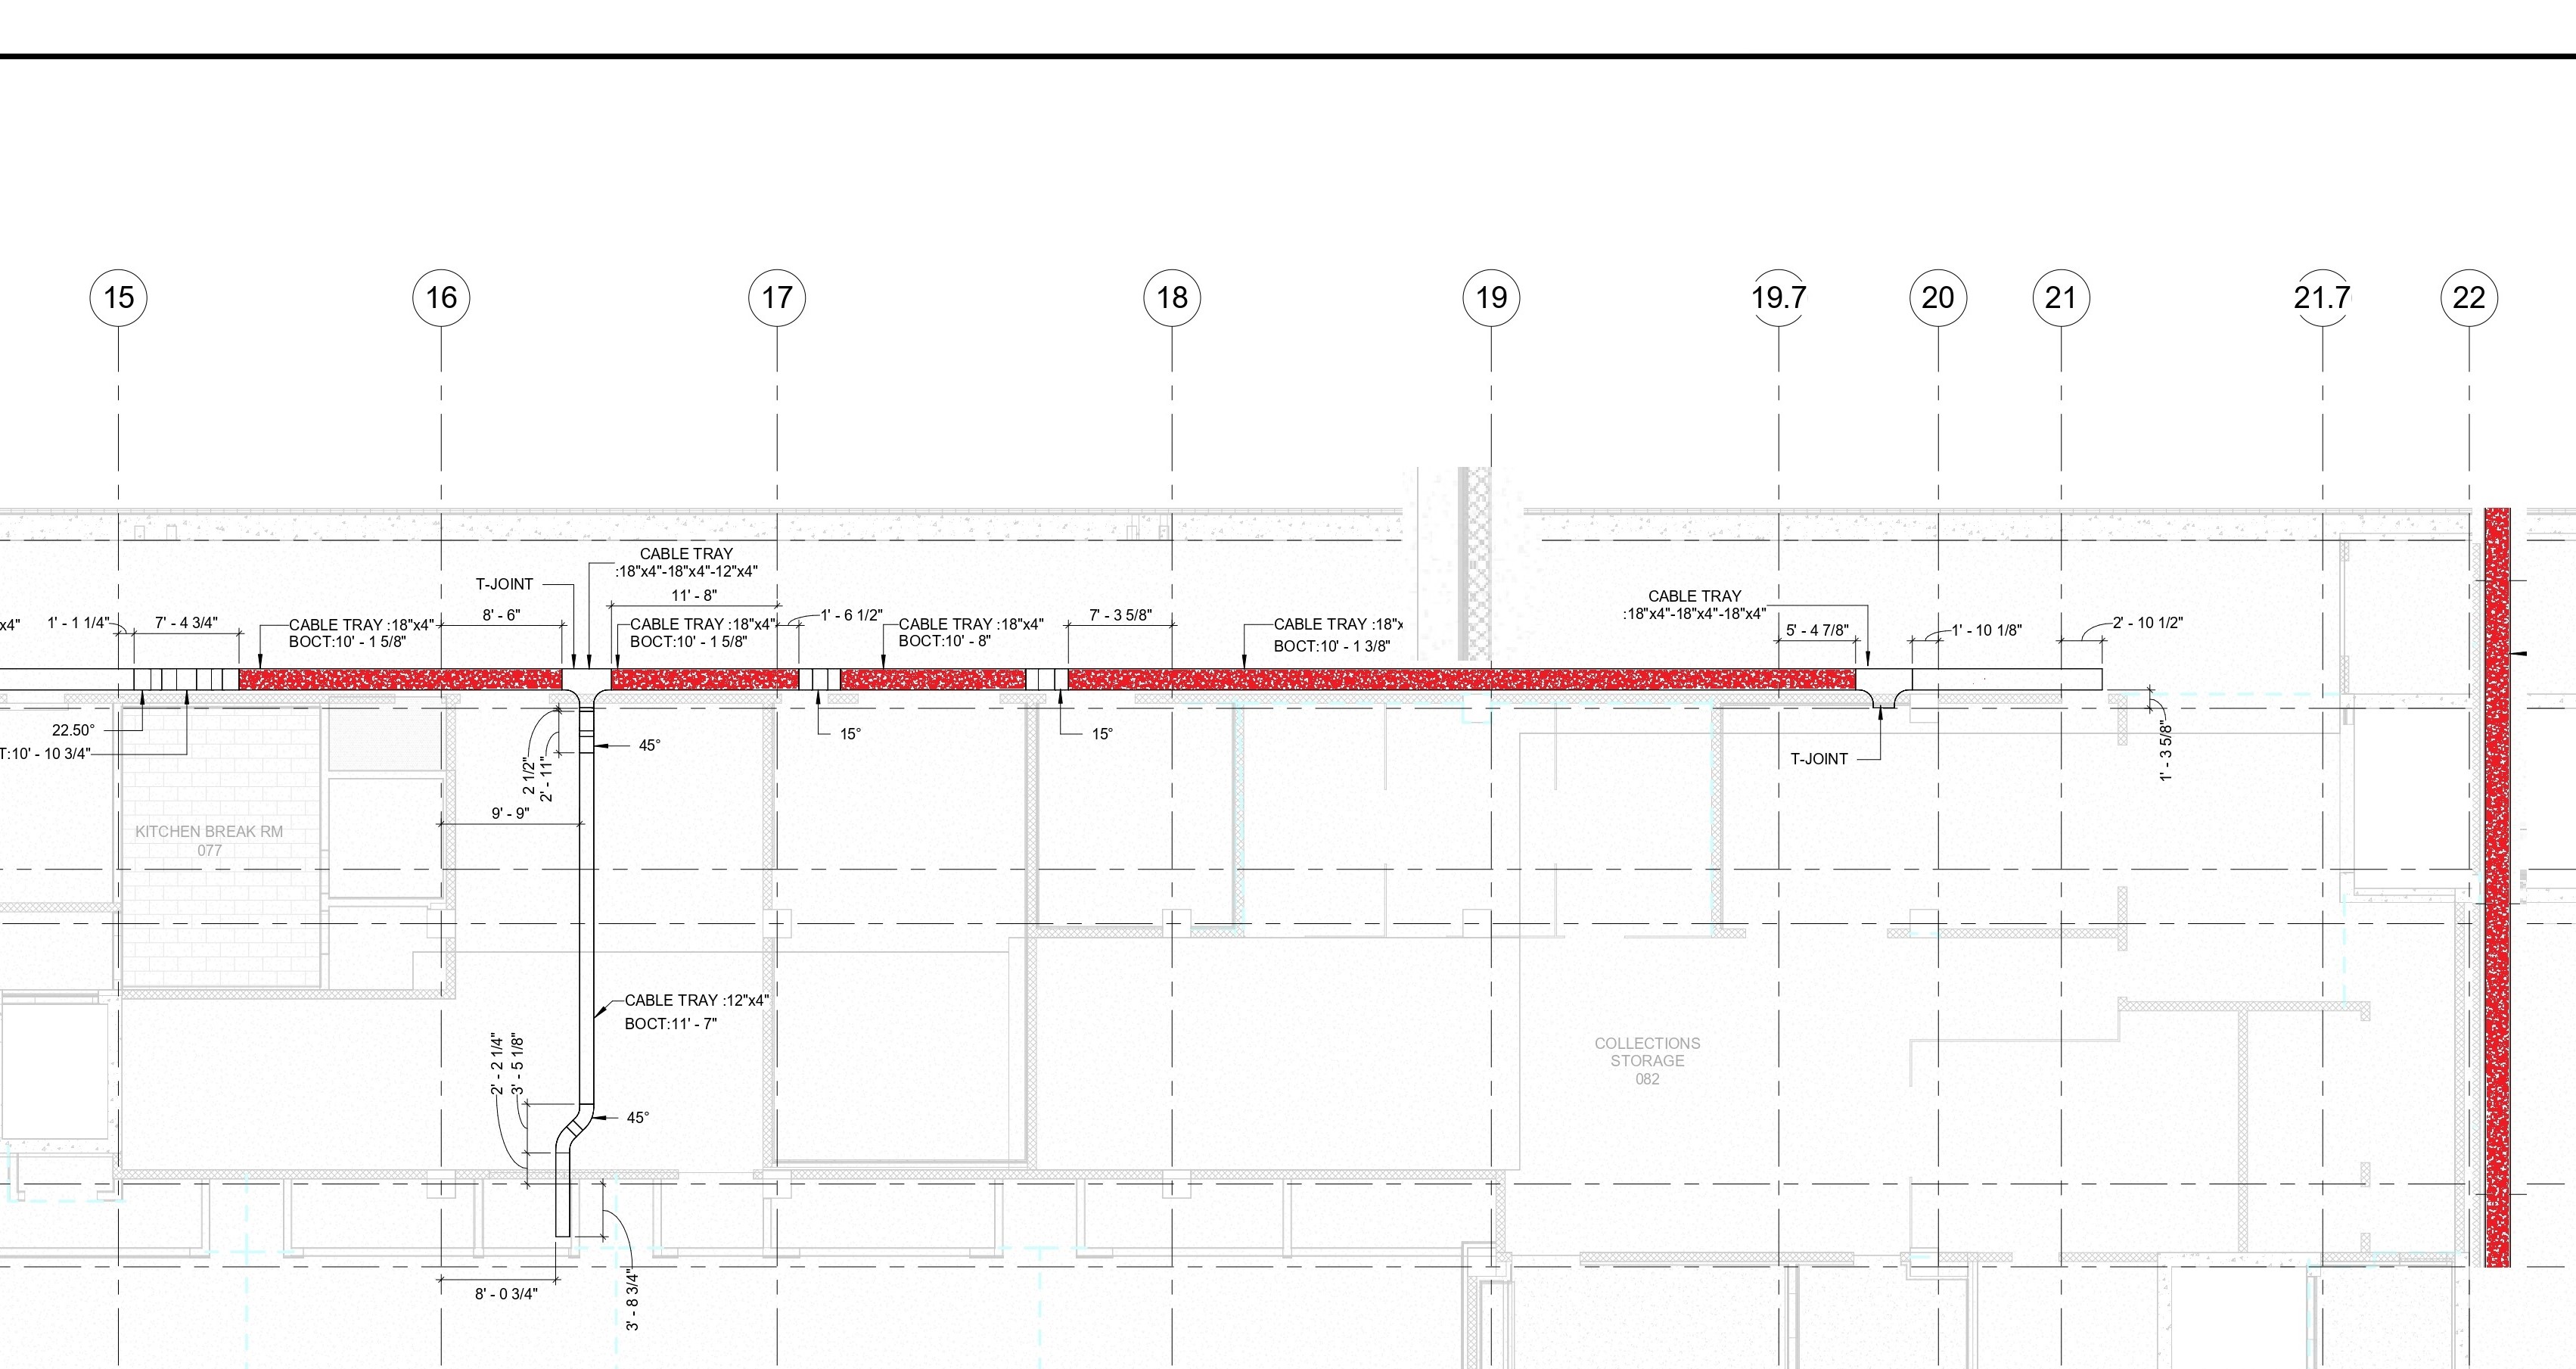 15
16
17
18
19
19.7
20
21
21.7
22
CABLE TRAY
:18"x4"-18"x4"-12"x4"
T-JOINT
11' - 8"
x4"
1' - 1 1/4"
7' - 4 3/4"
CABLE TRAY :18"x4"
BOCT:10' - 1 5/8"
8' - 6"
CABLE TRAY :18"x4"
BOCT:10' - 1 5/8"
1' - 6 1/2"
CABLE TRAY :18"x4"
BOCT:10' - 8"
7' - 3 5/8"
CABLE TRAY :18"x
BOCT:10' - 1 3/8"
CABLE TRAY
:18"x4"-18"x4"-18"x4"
5' - 4 7/8"
1' - 10 1/8"
2' - 10 1/2"
22.50°
T:10' - 10 3/4"
2 1/2"
2' - 11"
45°
15°
15°
T-JOINT
1' - 3 5/8"
9' - 9"
KITCHEN BREAK RM
077
CABLE TRAY :12"x4"
BOCT:11' - 7"
2' - 2 1/4"
3' - 5 1/8"
COLLECTIONS
STORAGE
082
45°
8' - 0 3/4"
3' - 8 3/4"